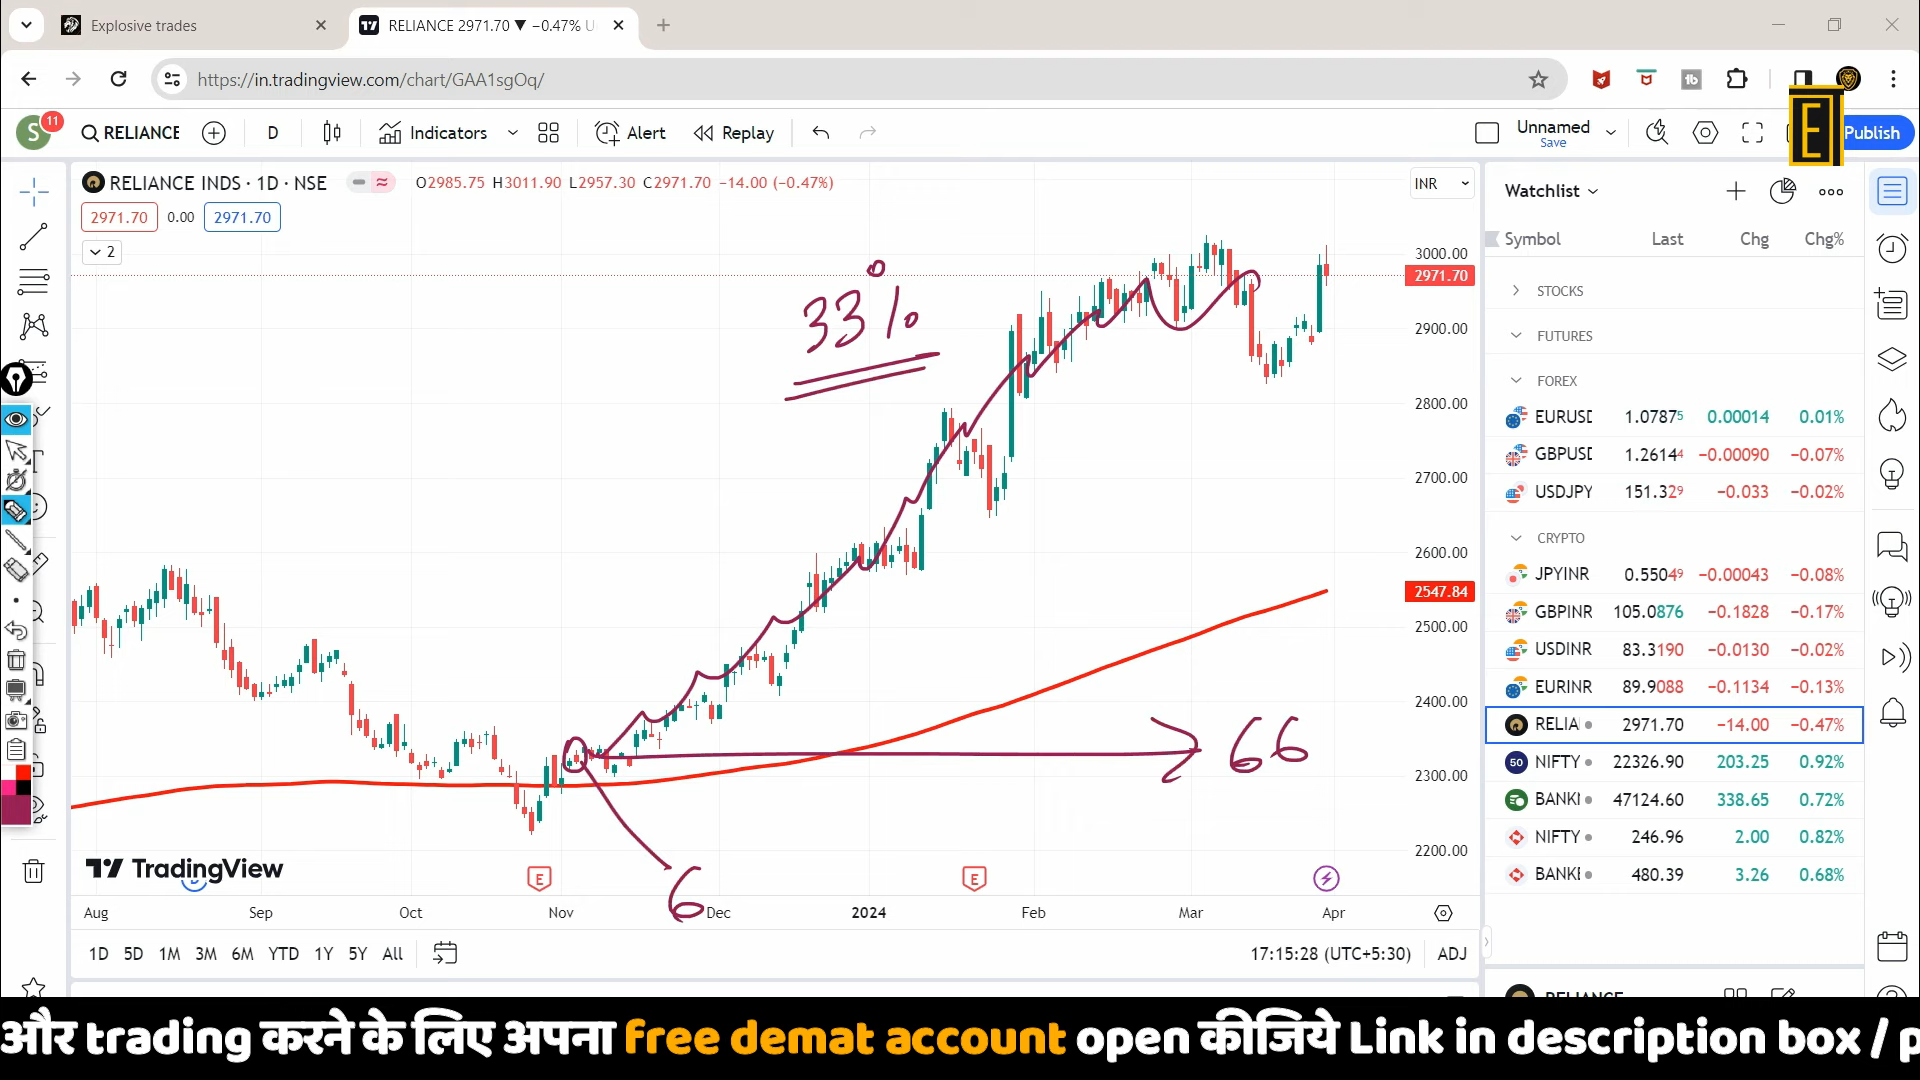 Explosive trades
RELIANCE 2971.70 ▼ −0.47% U
https://in.tradingview.com/chart/GAA1sgOq/
S 11 RELIANCE D Indicators Alert Replay Unnamed Save E Publish
RELIANCE INDS · 1D · NSE O2985.75 H3011.90 L2957.30 C2971.70 −14.00 (−0.47%) INR
2971.70 0.00 2971.70
2
3000.00
2971.70
2900.00
2800.00
2700.00
2600.00
2547.84
2500.00
2400.00
2300.00
2200.00
33%
66
6
TradingView
E E
Aug Sep Oct Nov Dec 2024 Feb Mar Apr
1D 5D 1M 3M 6M YTD 1Y 5Y All 17:15:28 (UTC+5:30) ADJ
Watchlist
Symbol Last Chg Chg%
STOCKS
FUTURES
FOREX
EURUSD 1.07875 0.00014 0.01%
GBPUSD 1.26144 −0.00090 −0.07%
USDJPY 151.329 −0.033 −0.02%
CRYPTO
JPYINR 0.55049 −0.00043 −0.08%
GBPINR 105.0876 −0.1828 −0.17%
USDINR 83.3190 −0.0130 −0.02%
EURINR 89.9088 −0.1134 −0.13%
RELIA 2971.70 −14.00 −0.47%
50 NIFTY 22326.90 203.25 0.92%
BANKI 47124.60 338.65 0.72%
NIFTY 246.96 2.00 0.82%
BANKE 480.39 3.26 0.68%
RELIANCE
और trading करने के लिए अपना free demat account open कीजिये Link in description box / p